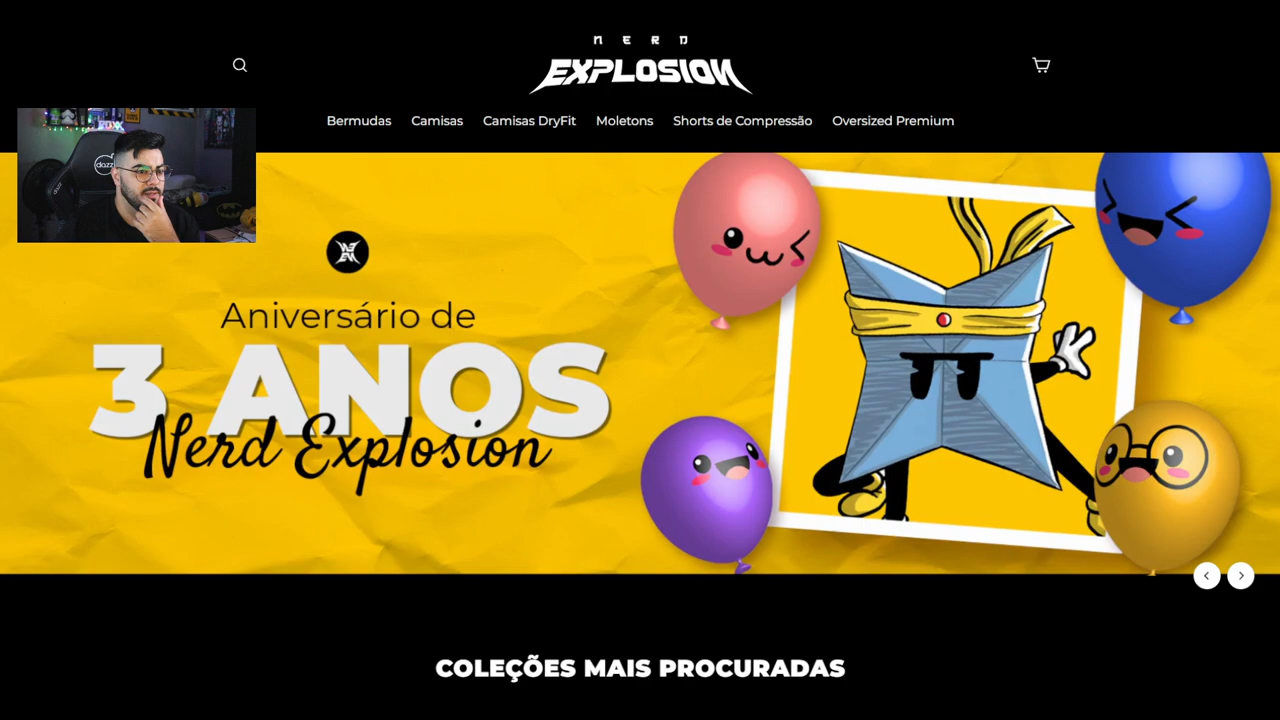 NERD
EXPLOSION
Bermudas Camisas Camisas DryFit Moletons Shorts de Compressão Oversized Premium
dazz
Aniversário de
3 ANOS
Nerd Explosion
COLEÇÕES MAIS PROCURADAS